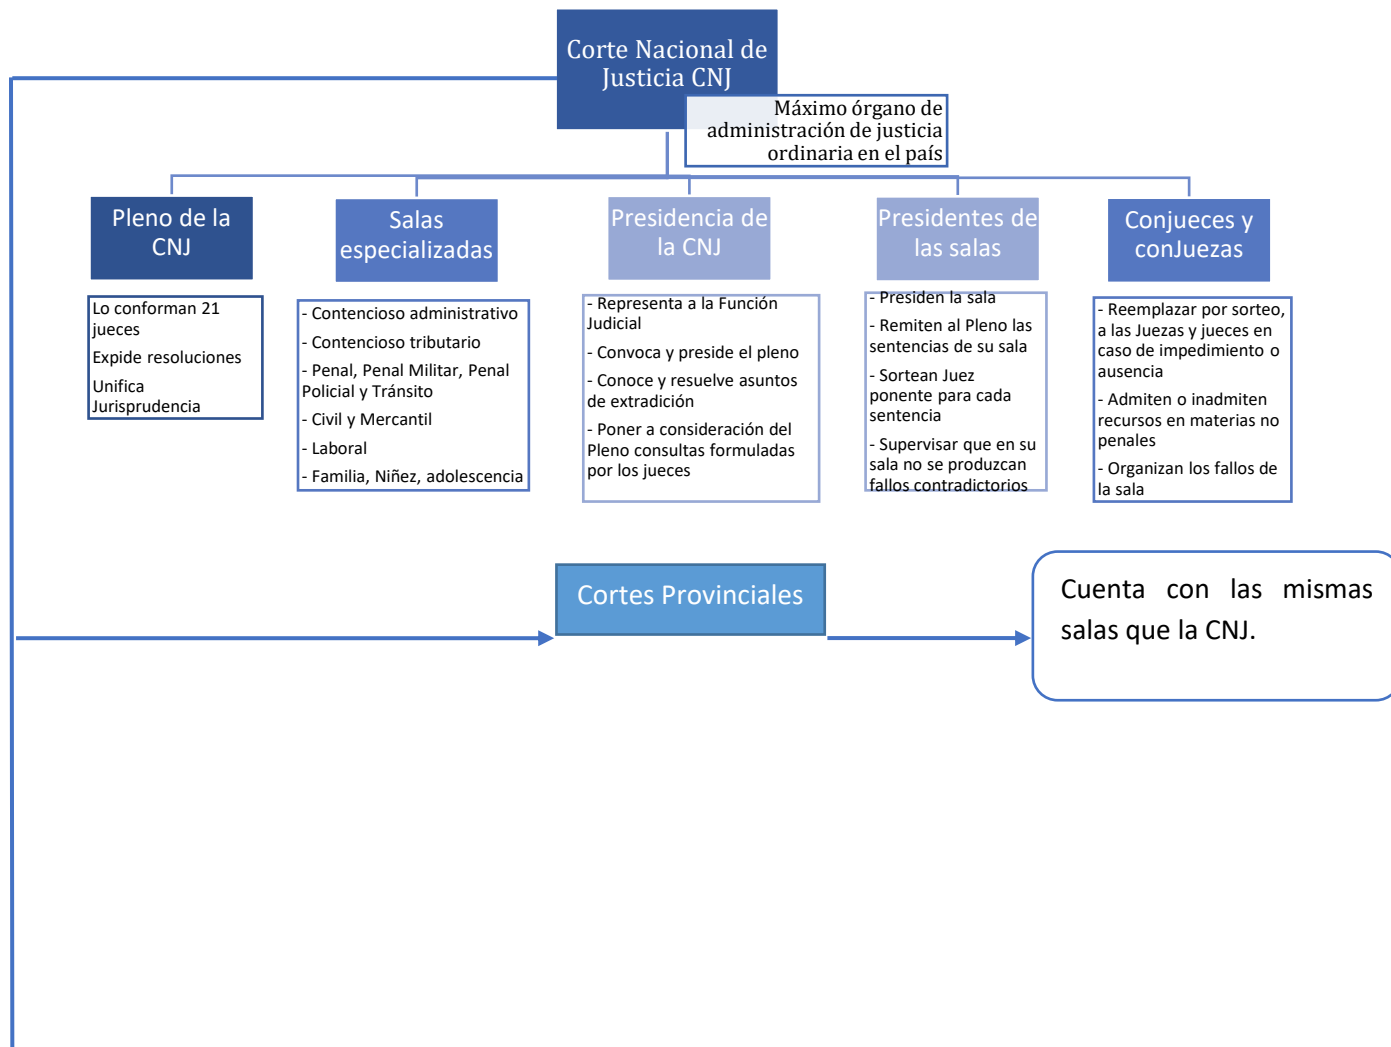 Corte Nacional de
Justicia CNJ
Máximo órgano de
administración de justicia
ordinaria en el país
Pleno de la
CNJ
Lo conforman 21
jueces
Expide resoluciones
Unifica
Jurisprudencia
Salas
especializadas
- Contencioso administrativo
- Contencioso tributario
- Penal, Penal Militar, Penal
Policial y Tránsito
- Civil y Mercantil
- Laboral
- Familia, Niñez, adolescencia
Presidencia de
la CNJ
- Representa a la Función
Judicial
- Convoca y preside el pleno
- Conoce y resuelve asuntos
de extradición
- Poner a consideración del
Pleno consultas formuladas
por los jueces
Presidentes de
las salas
- Presiden la sala
- Remiten al Pleno las
sentencias de su sala
- Sortean Juez
ponente para cada
sentencia
- Supervisar que en su
sala no se produzcan
fallos contradictorios
Conjueces y
conJuezas
- Reemplazar por sorteo,
a las Juezas y jueces en
caso de impedimiento o
ausencia
- Admiten o inadmiten
recursos en materias no
penales
- Organizan los fallos de
la sala
Cortes Provinciales
Cuenta con las mismas
salas que la CNJ.